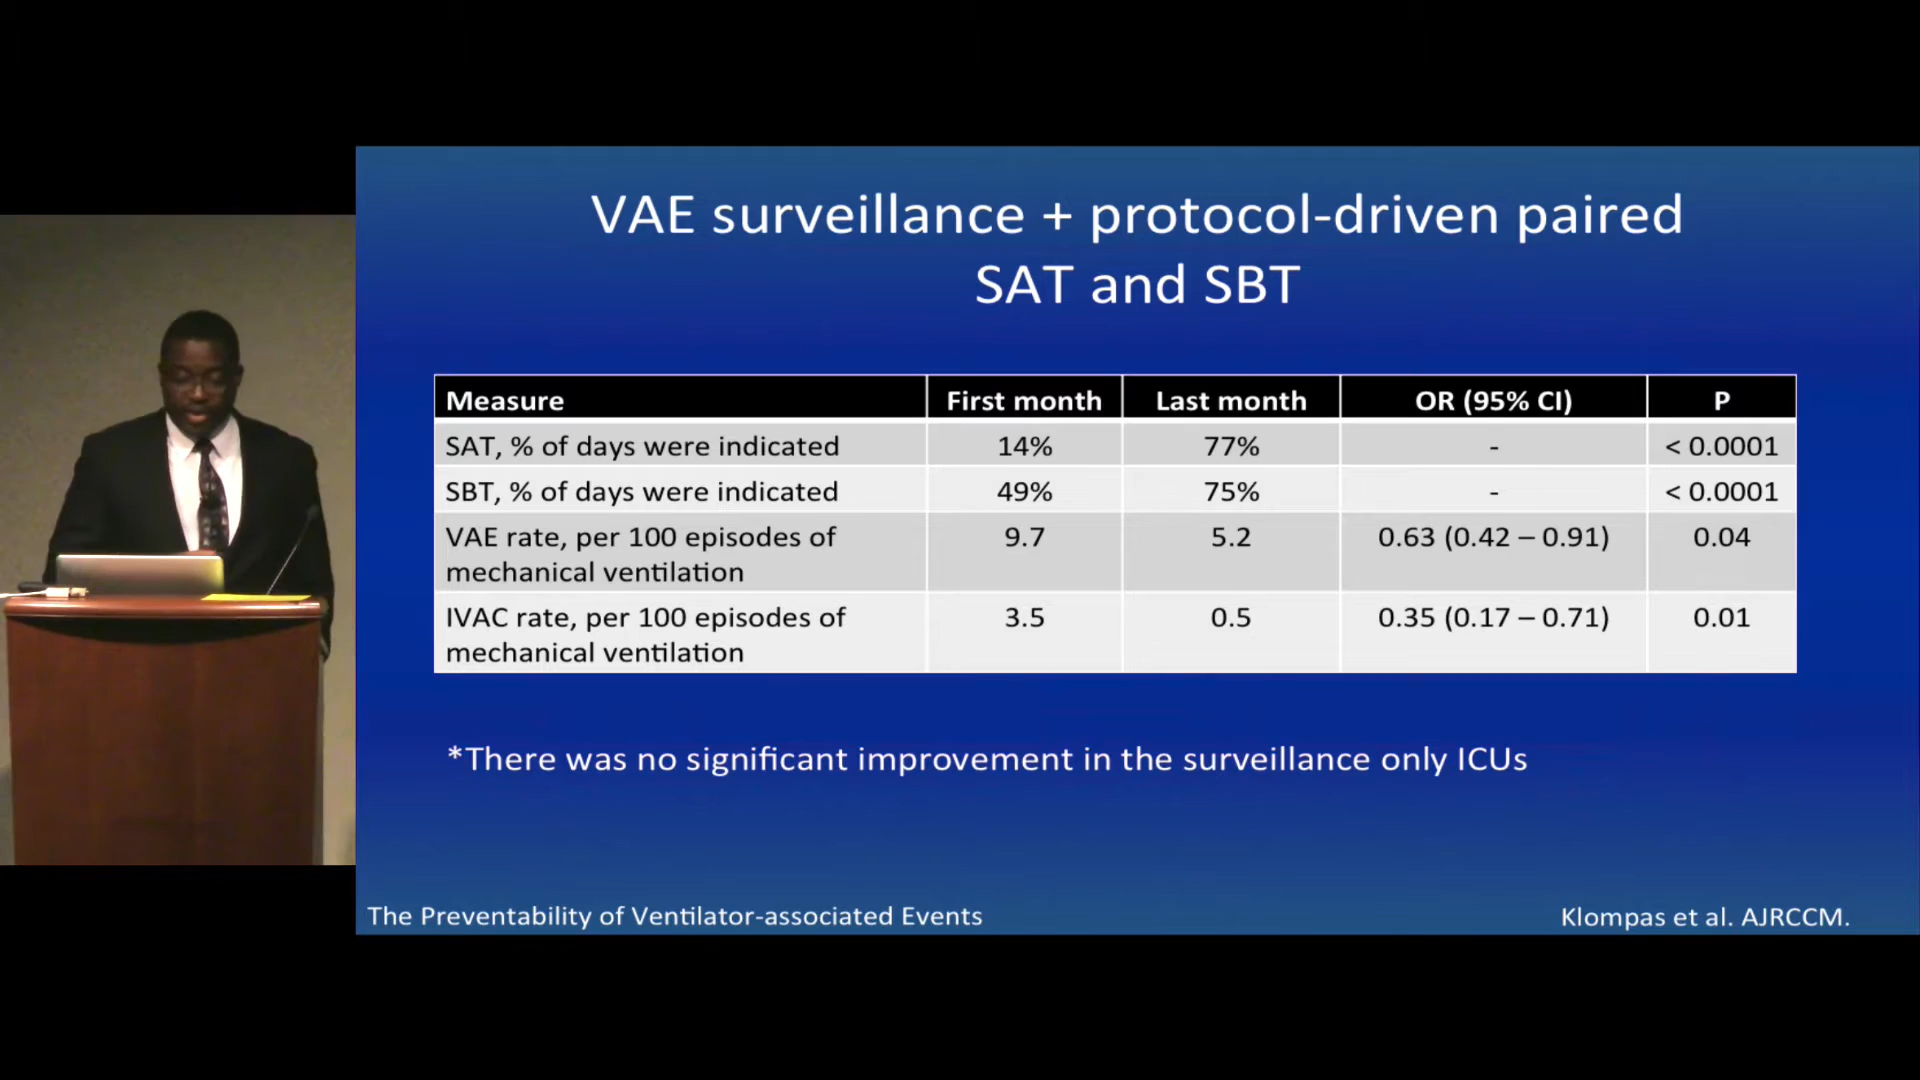 VAE surveillance + protocol-driven paired
SAT and SBT
Measure First month Last month OR (95% CI) P
SAT, % of days were indicated 14% 77% - < 0.0001
SBT, % of days were indicated 49% 75% - < 0.0001
VAE rate, per 100 episodes of 9.7 5.2 0.63 (0.42 – 0.91) 0.04
mechanical ventilation
IVAC rate, per 100 episodes of 3.5 0.5 0.35 (0.17 – 0.71) 0.01
mechanical ventilation
*There was no significant improvement in the surveillance only ICUs
The Preventability of Ventilator-associated Events
Klompas et al. AJRCCM.